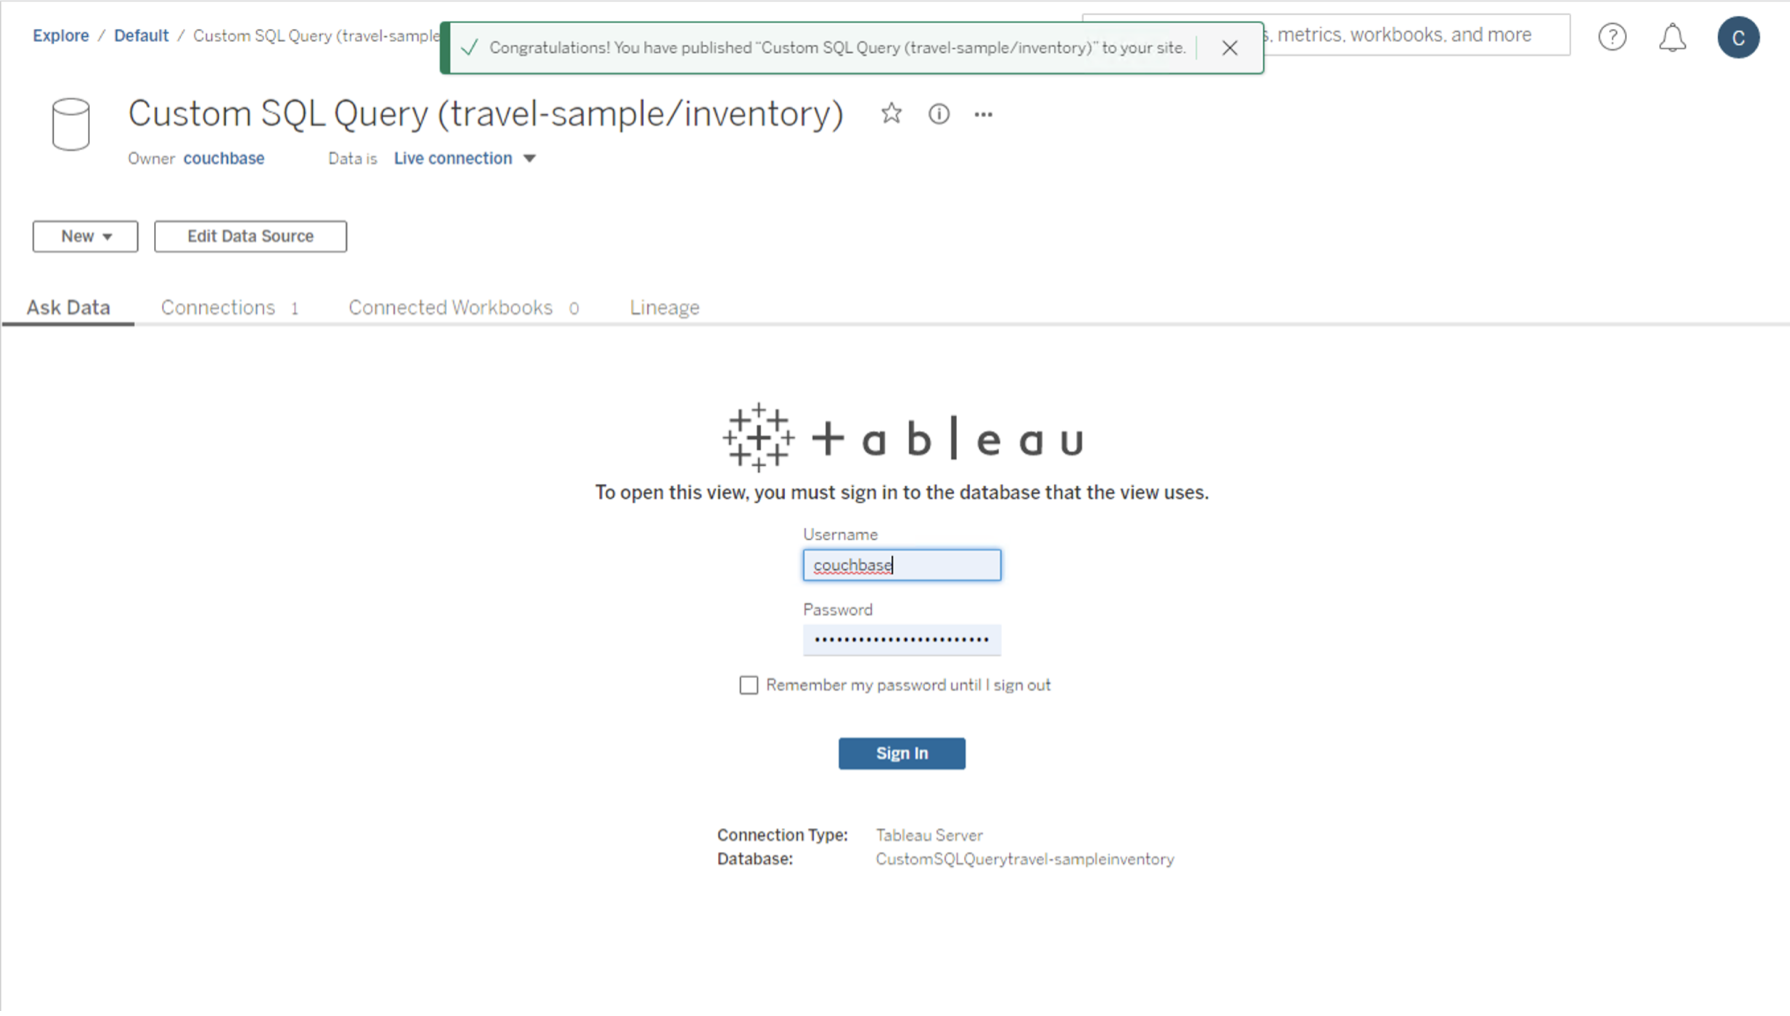 Explore / Default / Custom SQL Query (travel-sample
✓ Congratulations! You have published "Custom SQL Query (travel-sample/inventory)" to your site.
s, metrics, workbooks, and more
?
C
Custom SQL Query (travel-sample/inventory)
Owner couchbase Data is Live connection
New
Edit Data Source
Ask Data
Connections 1
Connected Workbooks 0
Lineage
tableau
To open this view, you must sign in to the database that the view uses.
Username
couchbase
Password
Remember my password until I sign out
Sign In
Connection Type: Tableau Server
Database: CustomSQLQuerytravel-sampleinventory